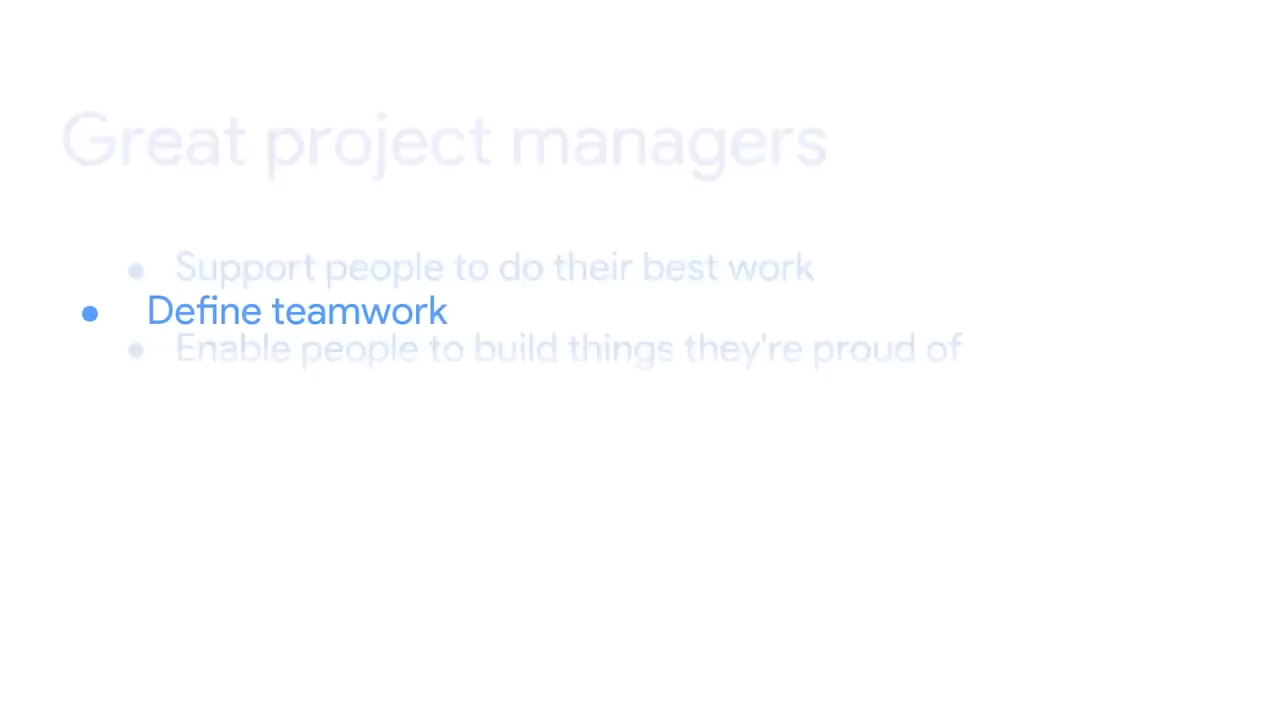 Great project managers
● Support people to do their best work
● Define teamwork
● Enable people to build things they're proud of